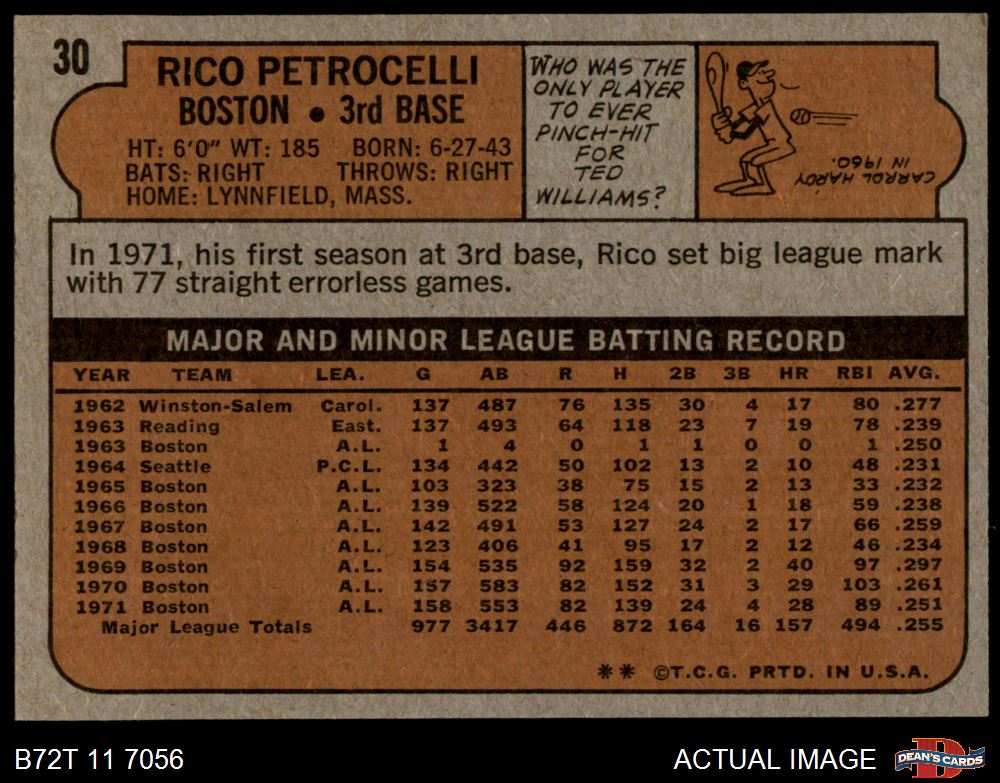 30
RICO PETROCELLI
BOSTON • 3rd BASE
HT: 6'0" WT: 185 BORN: 6-27-43
BATS: RIGHT THROWS: RIGHT
HOME: LYNNFIELD, MASS.
WHO WAS THE
ONLY PLAYER
TO EVER
PINCH-HIT
FOR
TED
WILLIAMS?
CARROL HARDY
IN 1960.
In 1971, his first season at 3rd base, Rico set big league mark
with 77 straight errorless games.
MAJOR AND MINOR LEAGUE BATTING RECORD
YEAR TEAM LEA. G AB R H 2B 3B HR RBI AVG.
1962 Winston-Salem Carol. 137 487 76 135 30 4 17 80 .277
1963 Reading East. 137 493 64 118 23 7 19 78 .239
1963 Boston A.L. 1 4 0 1 1 0 0 1 .250
1964 Seattle P.C.L. 134 442 50 102 13 2 10 48 .231
1965 Boston A.L. 103 323 38 75 15 2 13 33 .232
1966 Boston A.L. 139 522 58 124 20 1 18 59 .238
1967 Boston A.L. 142 491 53 127 24 2 17 66 .259
1968 Boston A.L. 123 406 41 95 17 2 12 46 .234
1969 Boston A.L. 154 535 92 159 32 2 40 97 .297
1970 Boston A.L. 157 583 82 152 31 3 29 103 .261
1971 Boston A.L. 158 553 82 139 24 4 28 89 .251
Major League Totals 977 3417 446 872 164 16 157 494 .255
** ©T.C.G. PRTD. IN U.S.A.
B72T 11 7056
ACTUAL IMAGE
D
DEAN'S CARDS